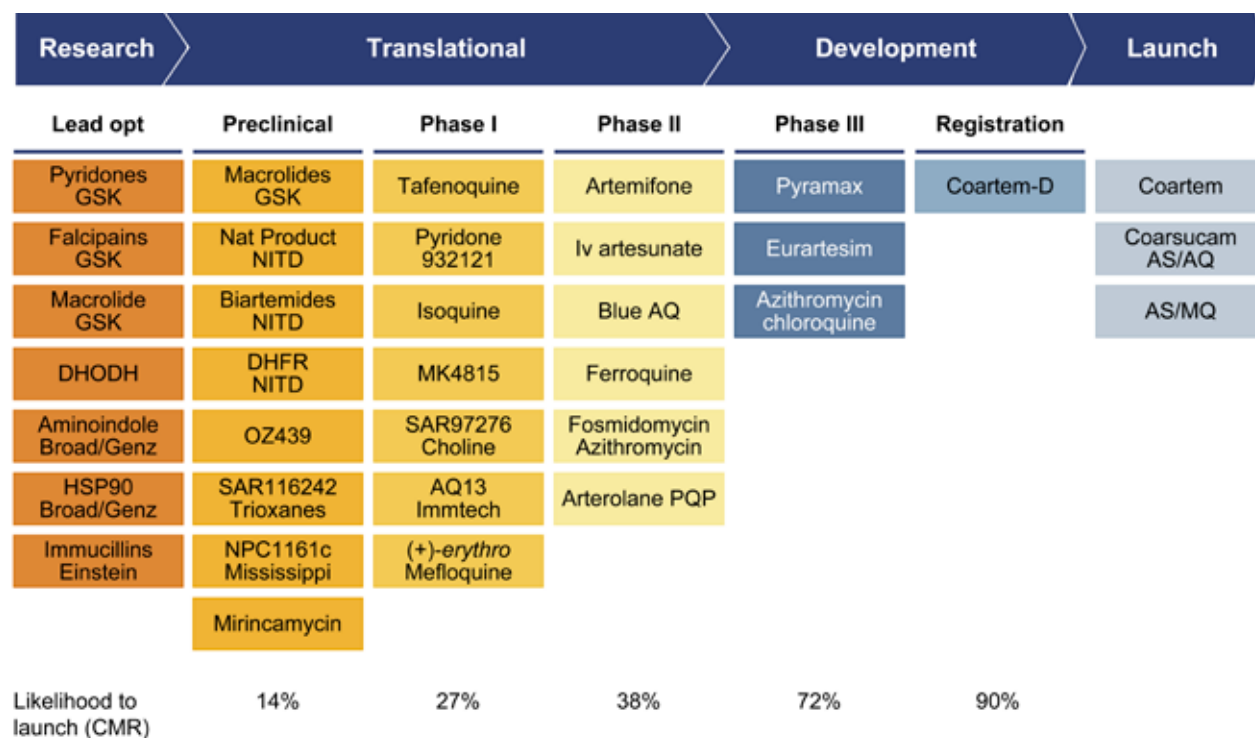 Research
Translational
Development
Launch
Lead opt
Preclinical
Phase I
Phase II
Phase III
Registration
Pyridones
GSK
Falcipains
GSK
Macrolide
GSK
DHODH
Aminoindole
Broad/Genz
HSP90
Broad/Genz
Immucillins
Einstein
Macrolides
GSK
Nat Product
NITD
Biartemides
NITD
DHFR
NITD
OZ439
SAR116242
Trioxanes
NPC1161c
Mississippi
Mirincamycin
Tafenoquine
Pyridone
932121
Isoquine
MK4815
SAR97276
Choline
AQ13
Immtech
(+)-erythro
Mefloquine
Artemifone
Iv artesunate
Blue AQ
Ferroquine
Fosmidomycin
Azithromycin
Arterolane PQP
Pyramax
Eurartesim
Azithromycin
chloroquine
Coartem-D
Coartem
Coarsucam
AS/AQ
AS/MQ
Likelihood to
launch (CMR)
14%
27%
38%
72%
90%